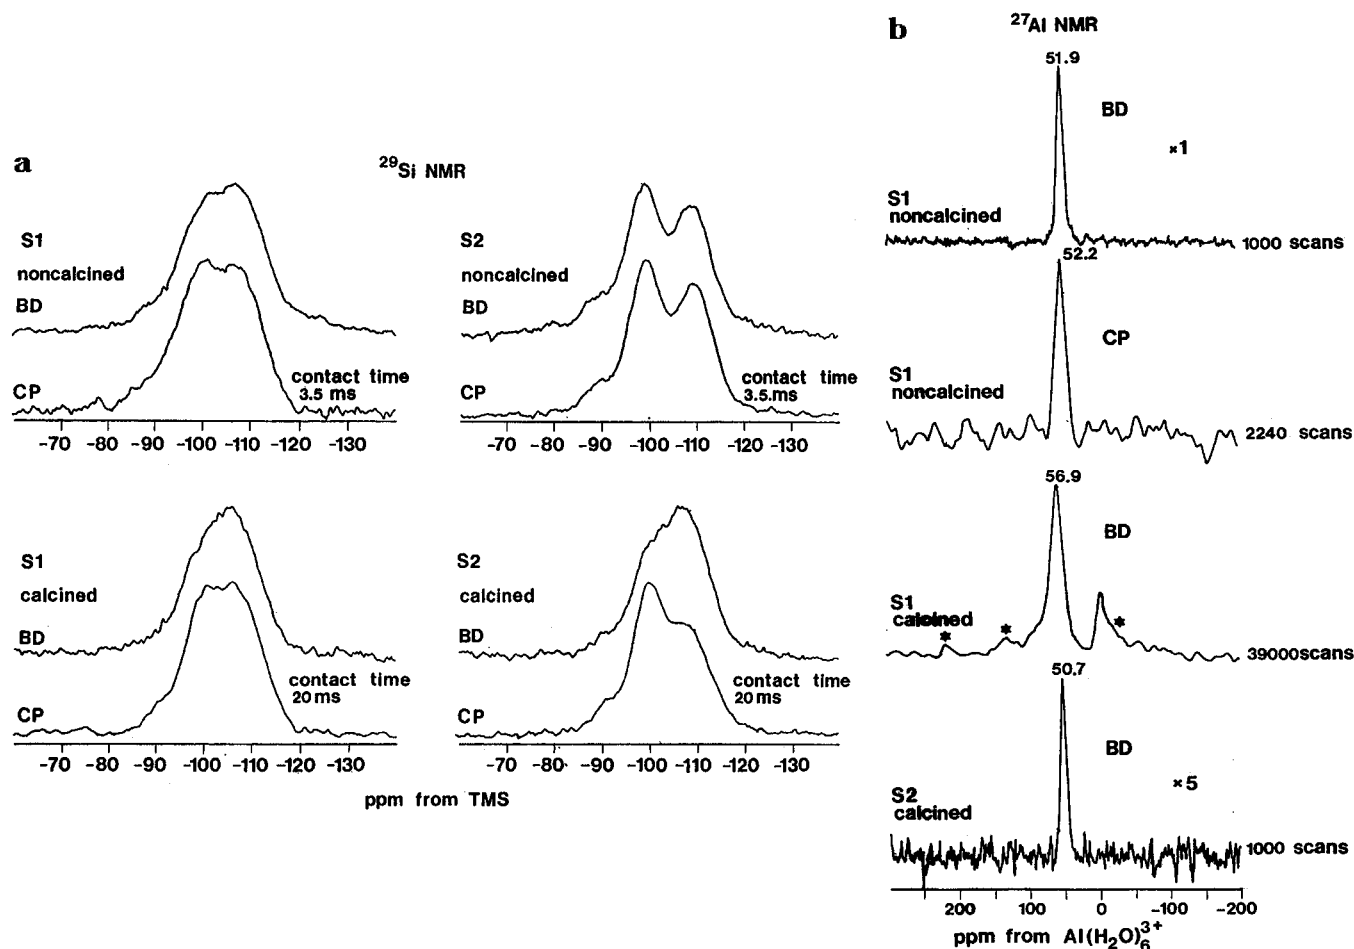 a
29Si NMR
S1
noncalcined
BD
CP
contact time
3.5 ms
-70 -80 -90 -100 -110 -120 -130
S2
noncalcined
BD
CP
contact time
3.5.ms
-70 -80 -90 -100 -110 -120 -130
S1
calcined
BD
CP
contact time
20 ms
-70 -80 -90 -100 -110 -120 -130
S2
calcined
BD
CP
contact time
20 ms
-70 -80 -90 -100 -110 -120 -130
ppm from TMS
b
27Al NMR
51.9
BD
×1
S1
noncalcined
1000 scans
52.2
CP
S1
noncalcined
2240 scans
56.9
BD
S1
calcined
* * *
39000scans
50.7
BD
×5
S2
calcined
1000 scans
200 100 0 -100 -200
ppm from Al(H2O)6 3+